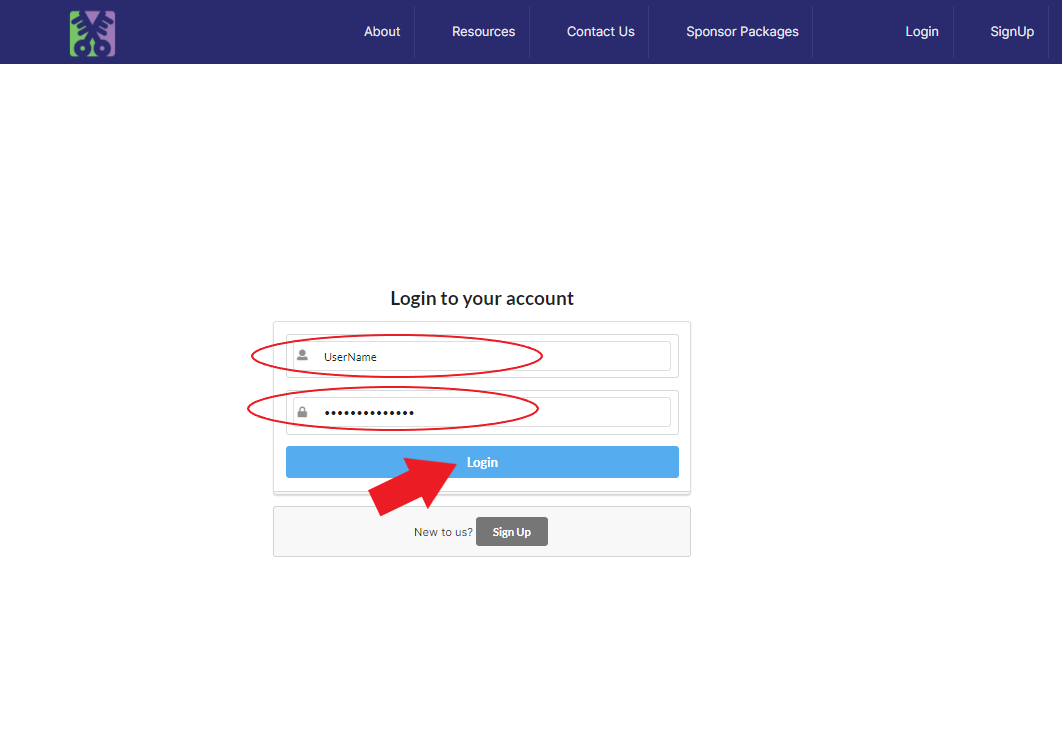 About Resources Contact Us Sponsor Packages Login SignUp
Login to your account
UserName
••••••••••••••
Login
New to us? Sign Up